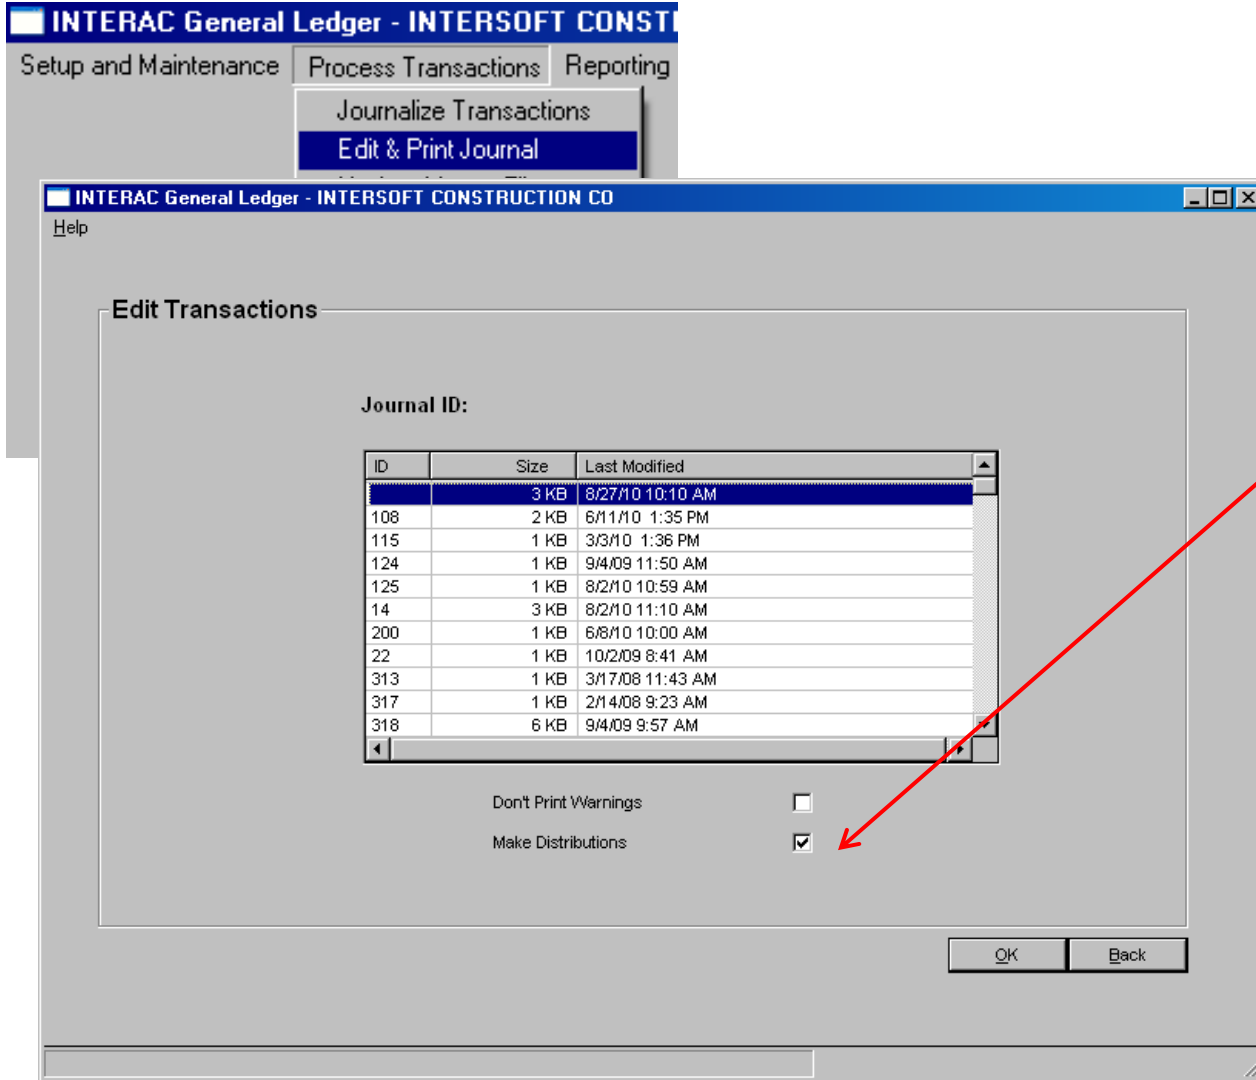 INTERAC General Ledger - INTERSOFT CONST
Setup and Maintenance Process Transactions Reporting
Journalize Transactions
Edit & Print Journal
INTERAC General Ledger - INTERSOFT CONSTRUCTION CO
Help
Edit Transactions
Journal ID:
ID Size Last Modified
3 KB 8/27/10 10:10 AM
108 2 KB 6/11/10 1:35 PM
115 1 KB 3/3/10 1:36 PM
124 1 KB 9/4/09 11:50 AM
125 1 KB 8/2/10 10:59 AM
14 3 KB 8/2/10 11:10 AM
200 1 KB 6/8/10 10:00 AM
22 1 KB 10/2/09 8:41 AM
313 1 KB 3/17/08 11:43 AM
317 1 KB 2/14/08 9:23 AM
318 6 KB 9/4/09 9:57 AM
Don't Print Warnings
Make Distributions
OK Back